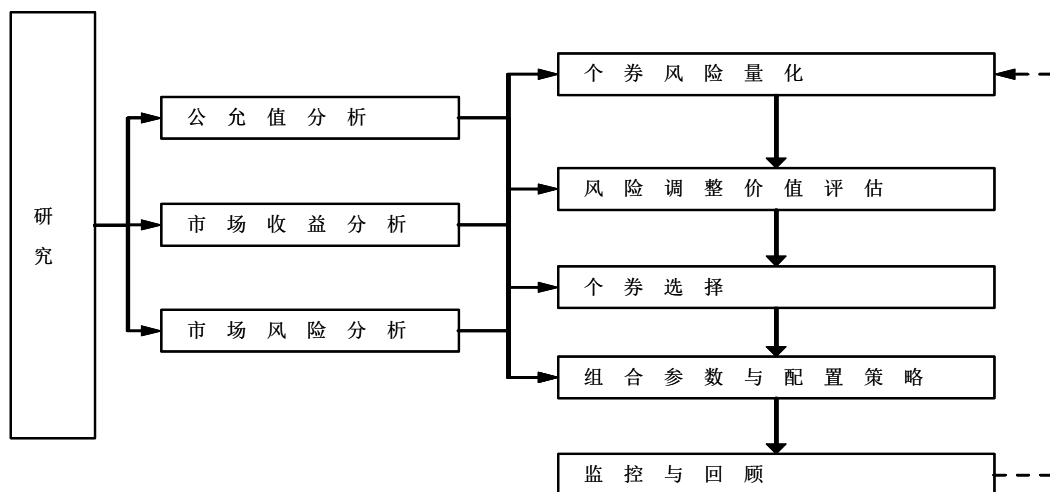 研
究
公允值分析
市场收益分析
市场风险分析
个券风险量化
风险调整价值评估
个券选择
组合参数与配置策略
监控与回顾